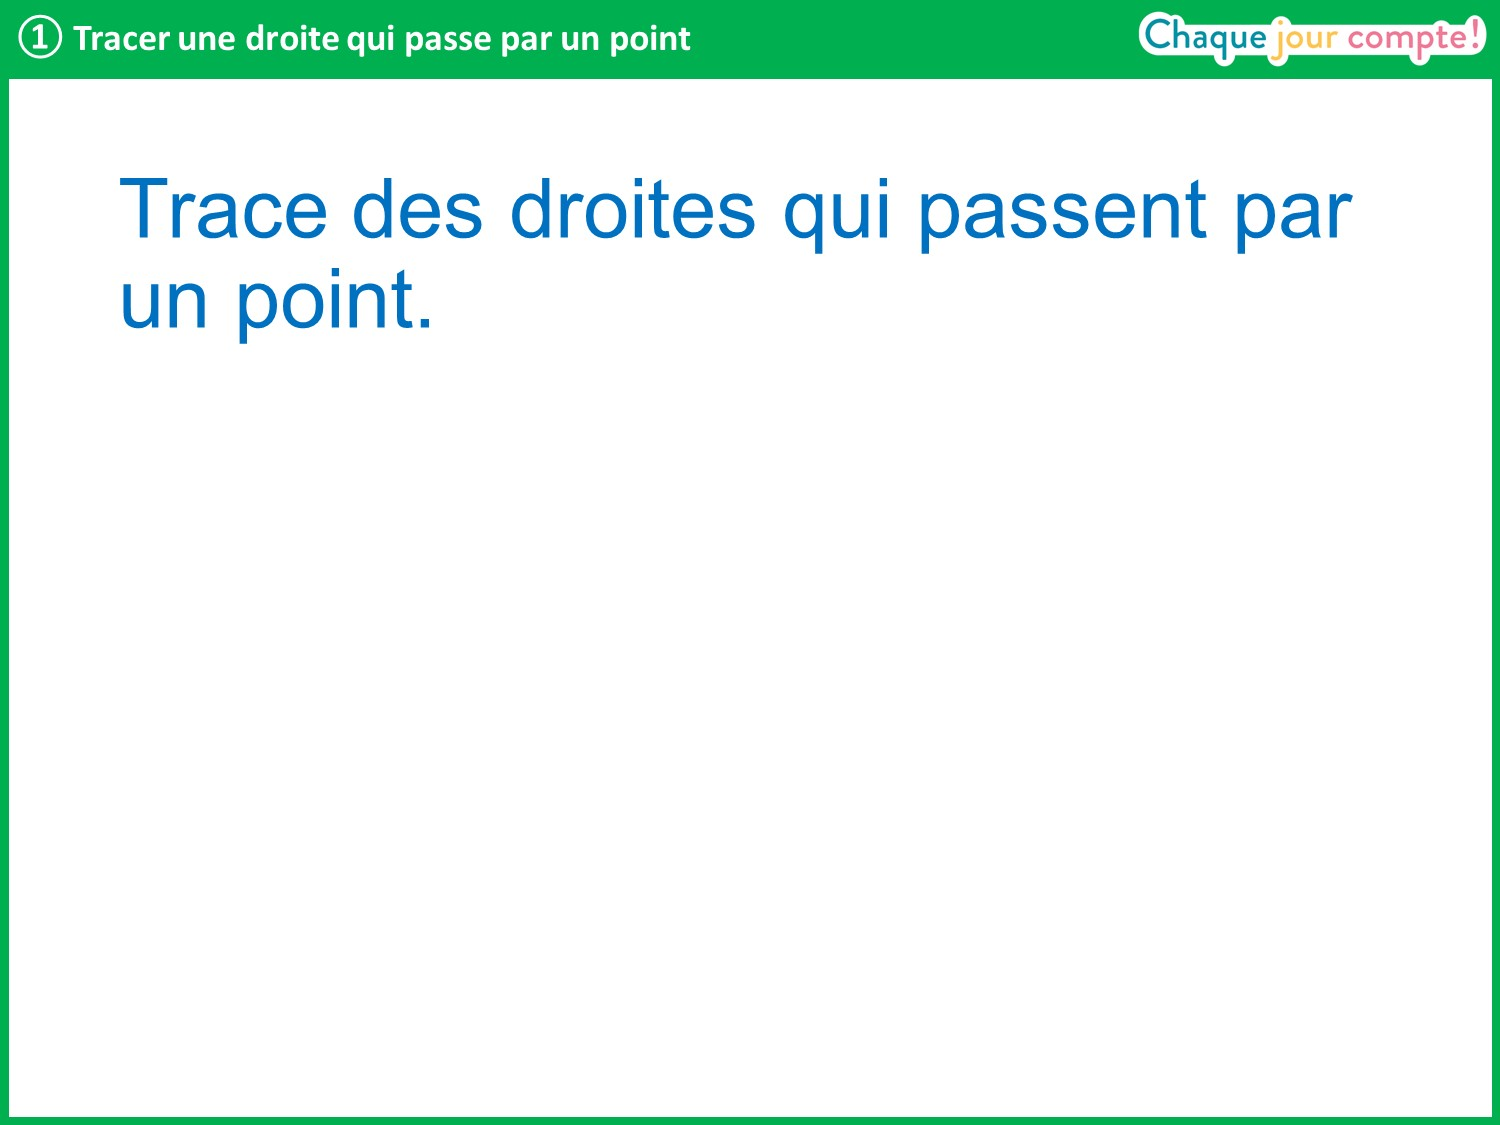 ① Tracer une droite qui passe par un point
Chaque jour compte!
Trace des droites qui passent par
un point.